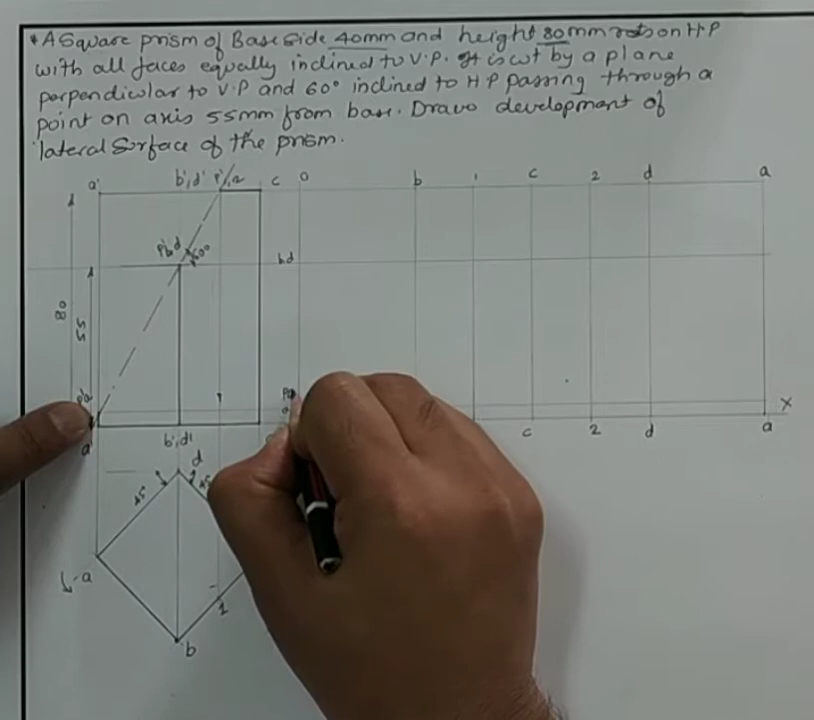 * A Square prism of Base side 40mm and height 80mm rests on H.P
with all faces equally inclined to V.P. It is cut by a plane
perpendicular to V.P and 60° inclined to H.P passing through a
point on axis 55mm from base. Draw development of
lateral surface of the prism.
a' b',d' c 0 b 1 c 2 d a
p'b d 60° bd
80 55
p'a
X
a' b',d' c 2 d a
d
45
a
1
b